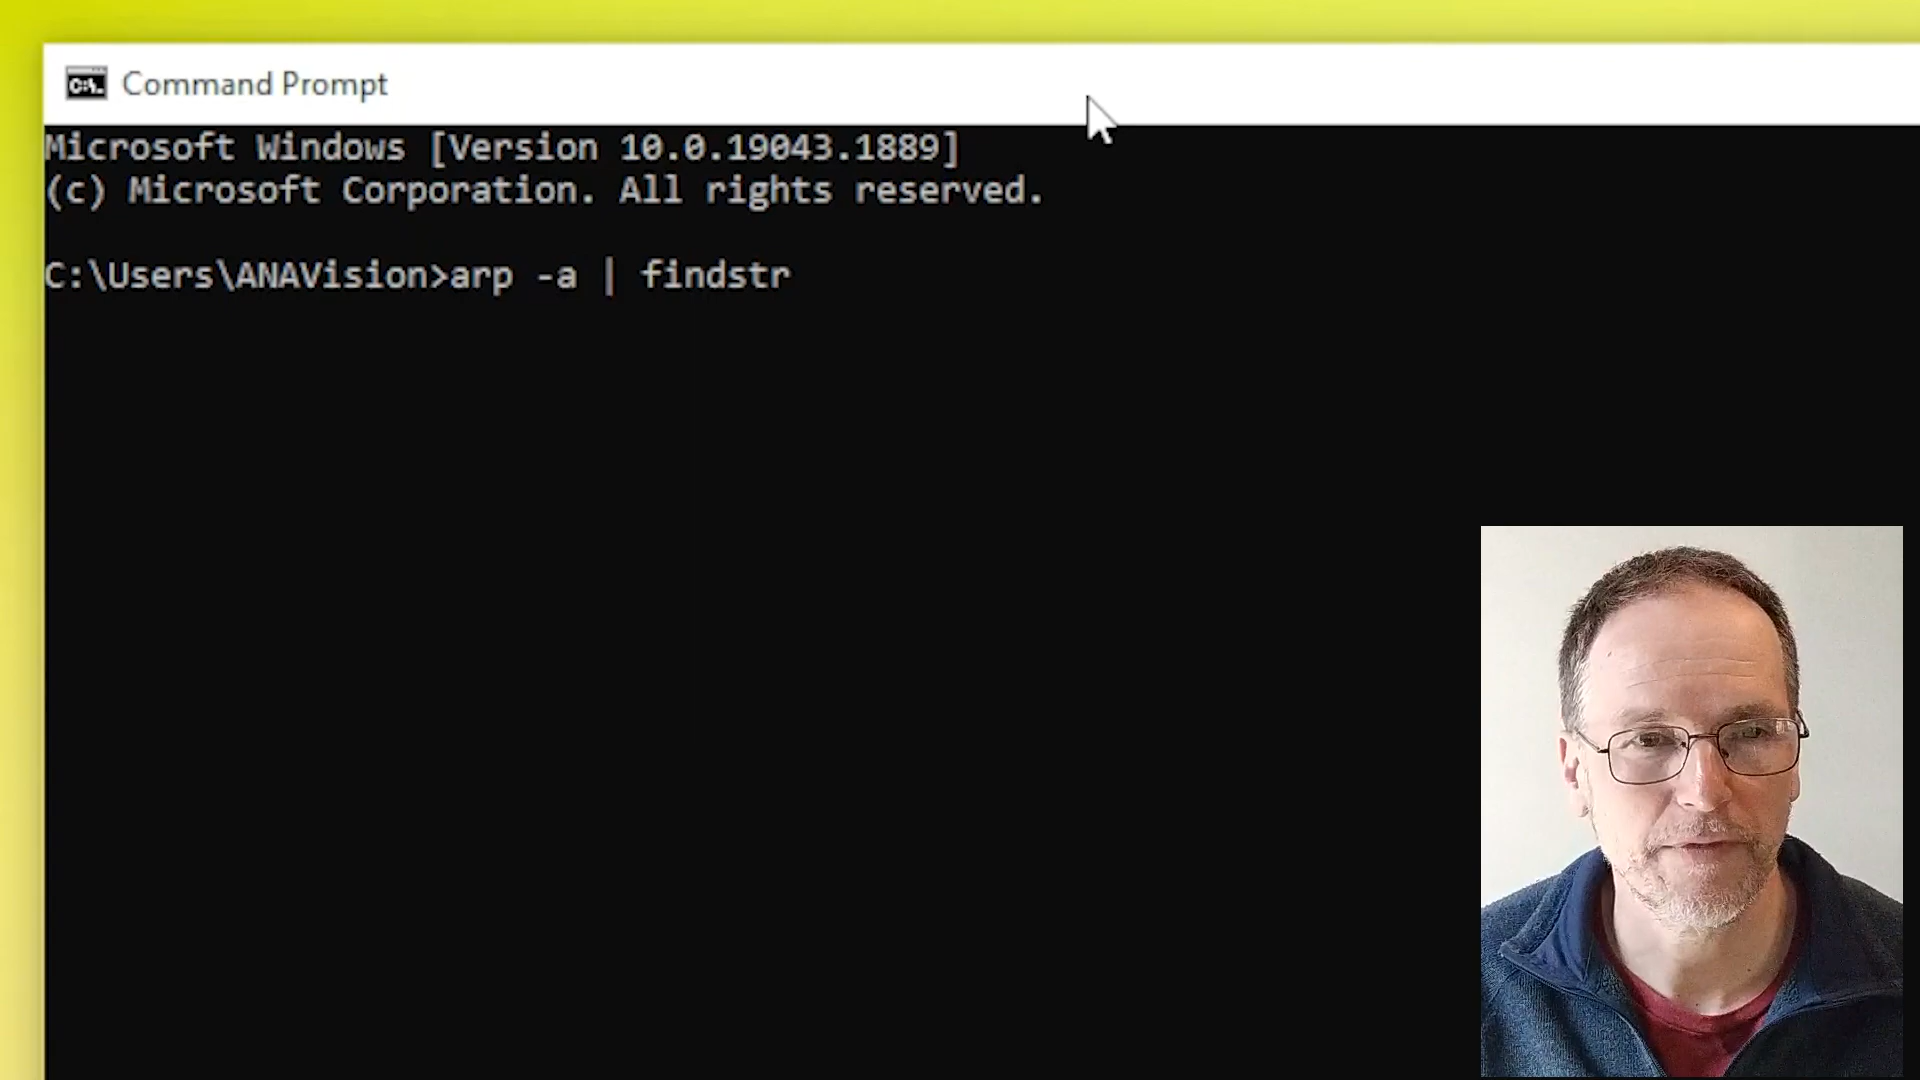 Command Prompt
Microsoft Windows [Version 10.0.19043.1889]
(c) Microsoft Corporation. All rights reserved.
C:\Users\ANAVision>arp -a | findstr